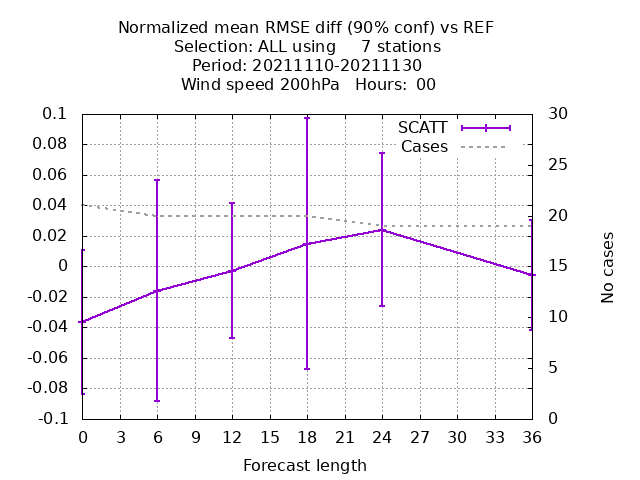 Normalized mean RMSE diff (90% conf) vs REF
Selection: ALL using 7 stations
Period: 20211110-20211130
Wind speed 200hPa Hours: 00
SCATT
Cases
0.1
0.08
0.06
0.04
0.02
0
-0.02
-0.04
-0.06
-0.08
-0.1
30
25
20
15
10
5
0
No cases
0 3 6 9 12 15 18 21 24 27 30 33 36
Forecast length